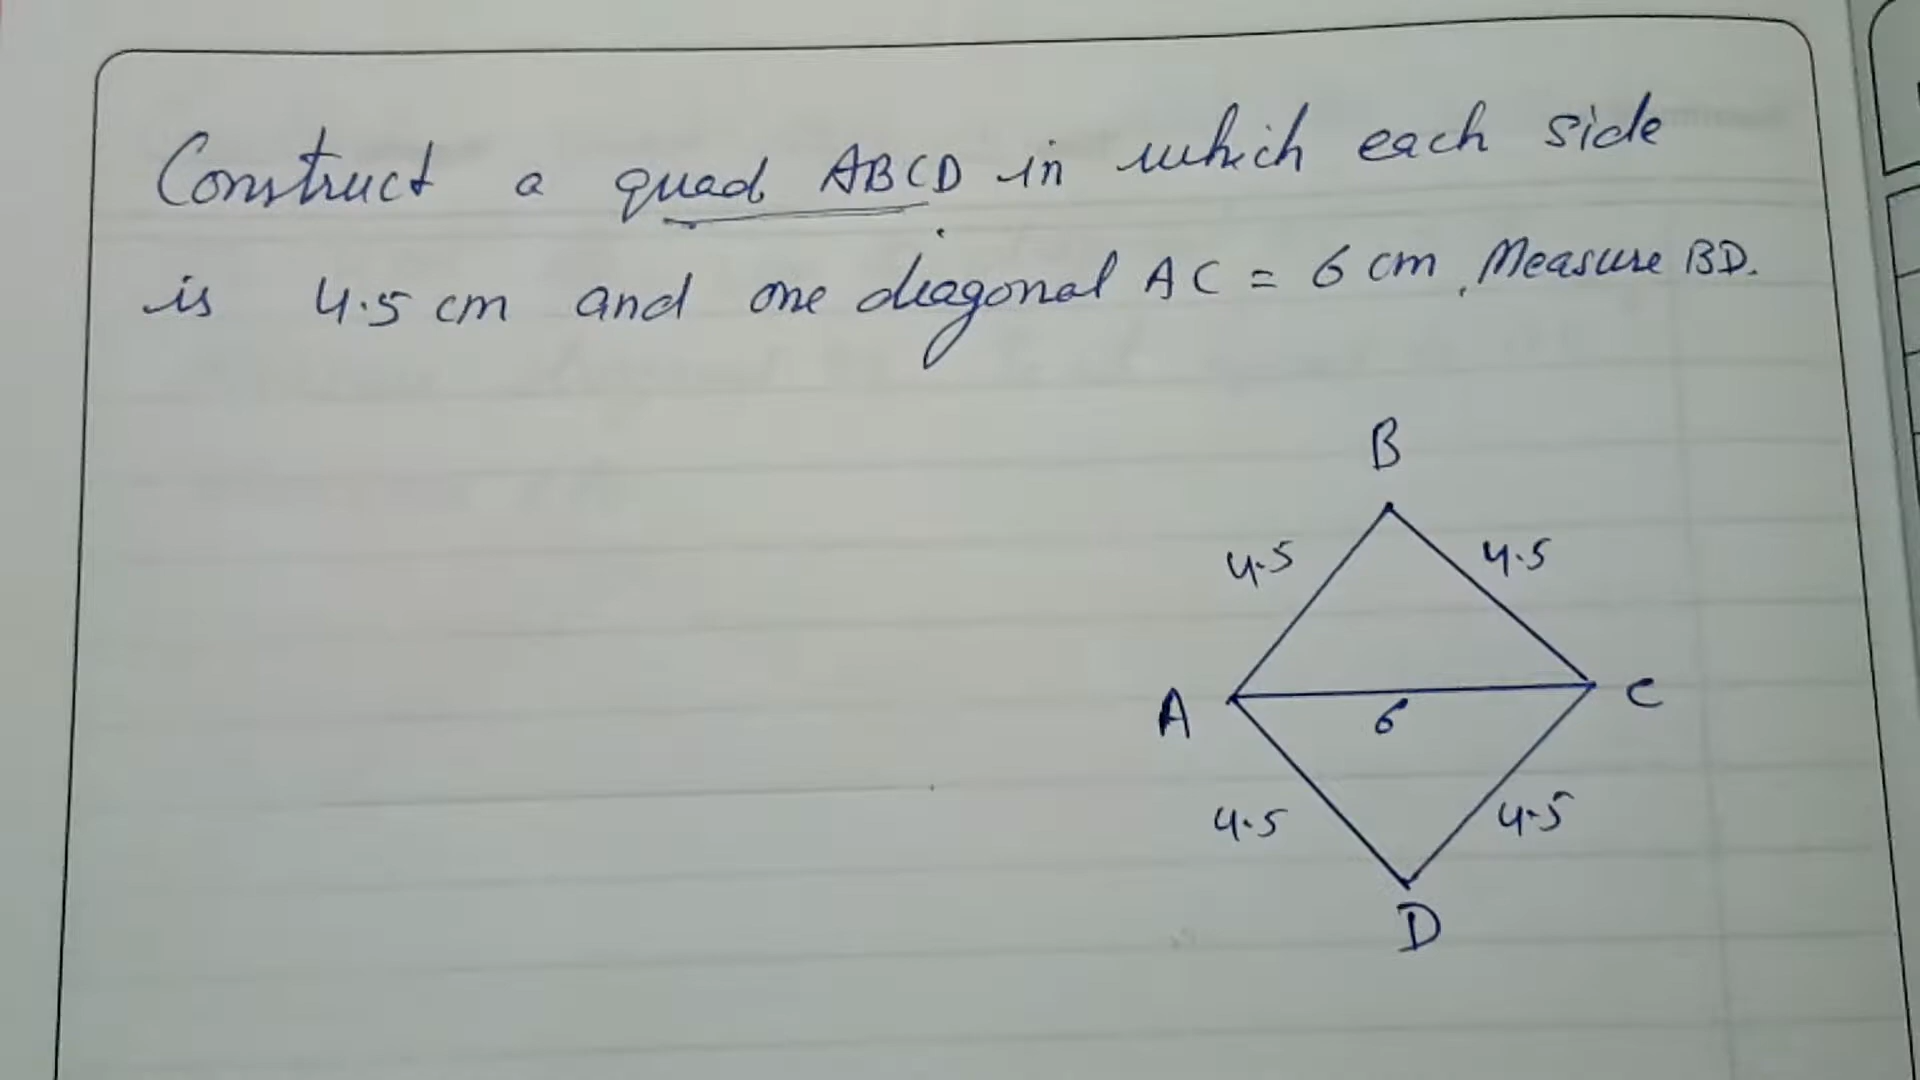 Construct a quad ABCD in which each side
is 4.5 cm and one diagonal AC = 6 cm. Measure BD.
B
4.5 4.5
A 6 C
4.5 4.5
D